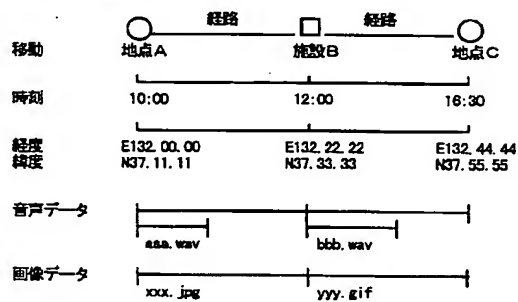 経路 経路
移動 地点A 施設B 地点C
時刻 10:00 12:00 16:30
経度 E132.00.00 E132.22.22 E132.44.44
緯度 N37.11.11 N37.33.33 N37.55.55
音声データ
aaa.wav bbb.wav
画像データ
xxx.jpg yyy.gif